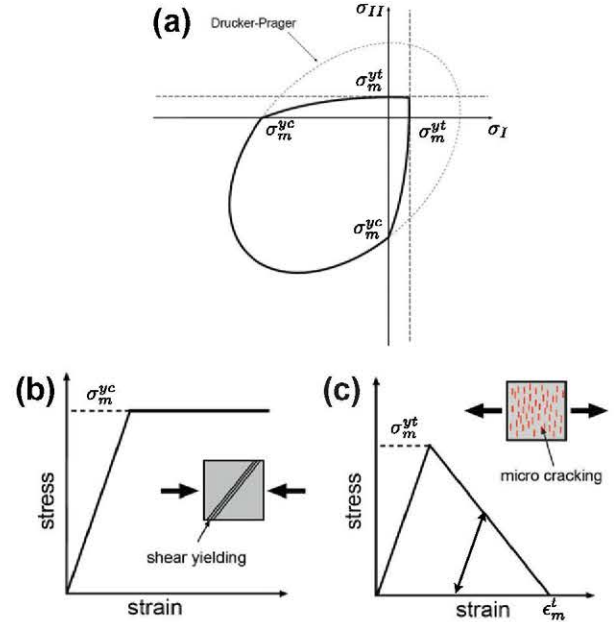 (a)
Drucker-Prager
σ_II
σ_m^yt
σ_m^yc
σ_m^yt
σ_I
σ_m^yc
(b)
σ_m^yc
stress
shear yielding
strain
(c)
σ_m^yt
micro cracking
stress
strain
ϵ_m^t